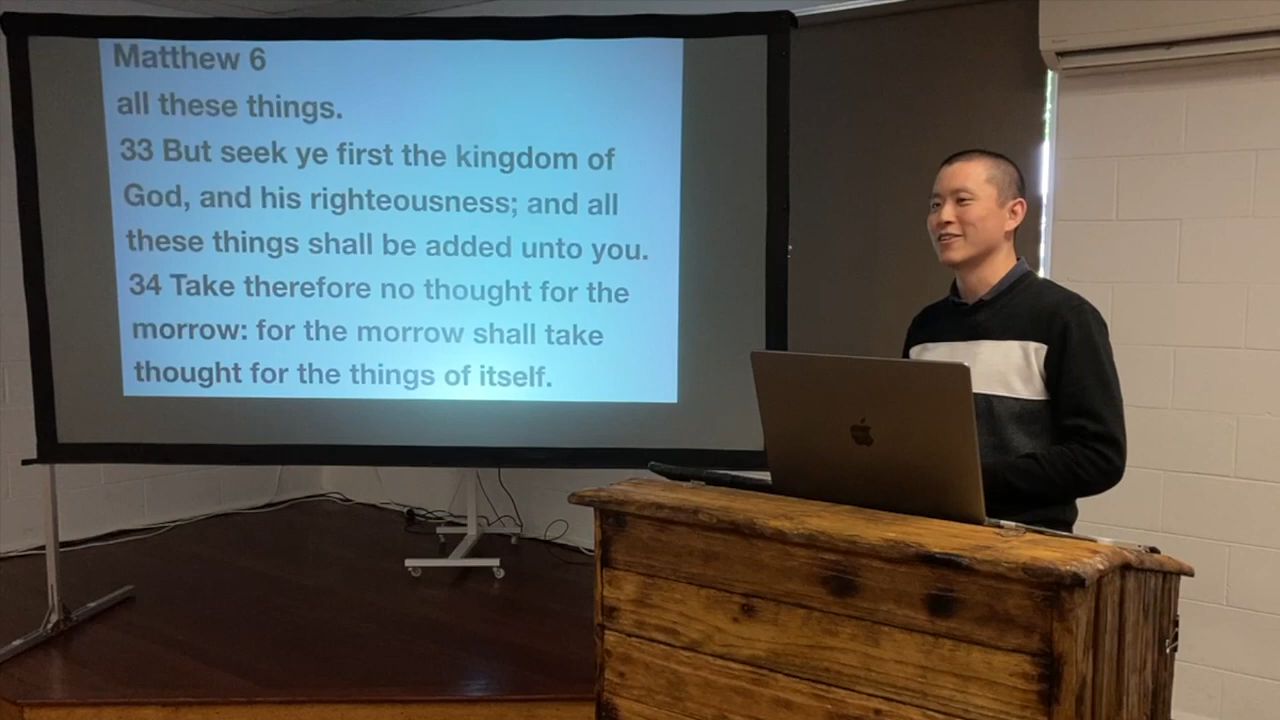 Matthew 6
all these things.
33 But seek ye first the kingdom of
God, and his righteousness; and all
these things shall be added unto you.
34 Take therefore no thought for the
morrow: for the morrow shall take
thought for the things of itself.